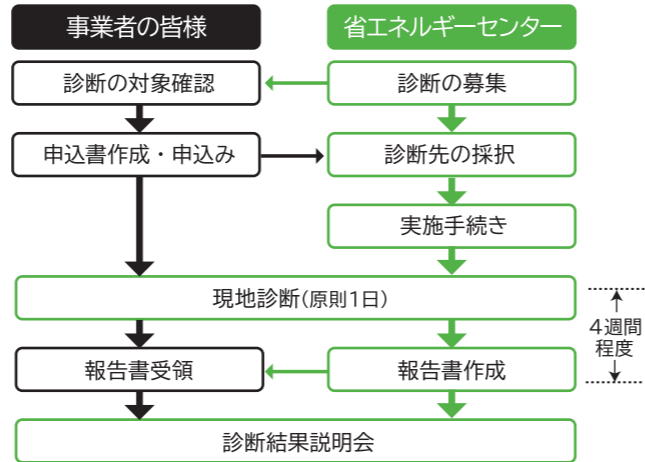 事業者の皆様
省エネルギーセンター
診断の対象確認
診断の募集
申込書作成・申込み
診断先の採択
実施手続き
現地診断(原則1日)
4週間
程度
報告書受領
報告書作成
診断結果説明会